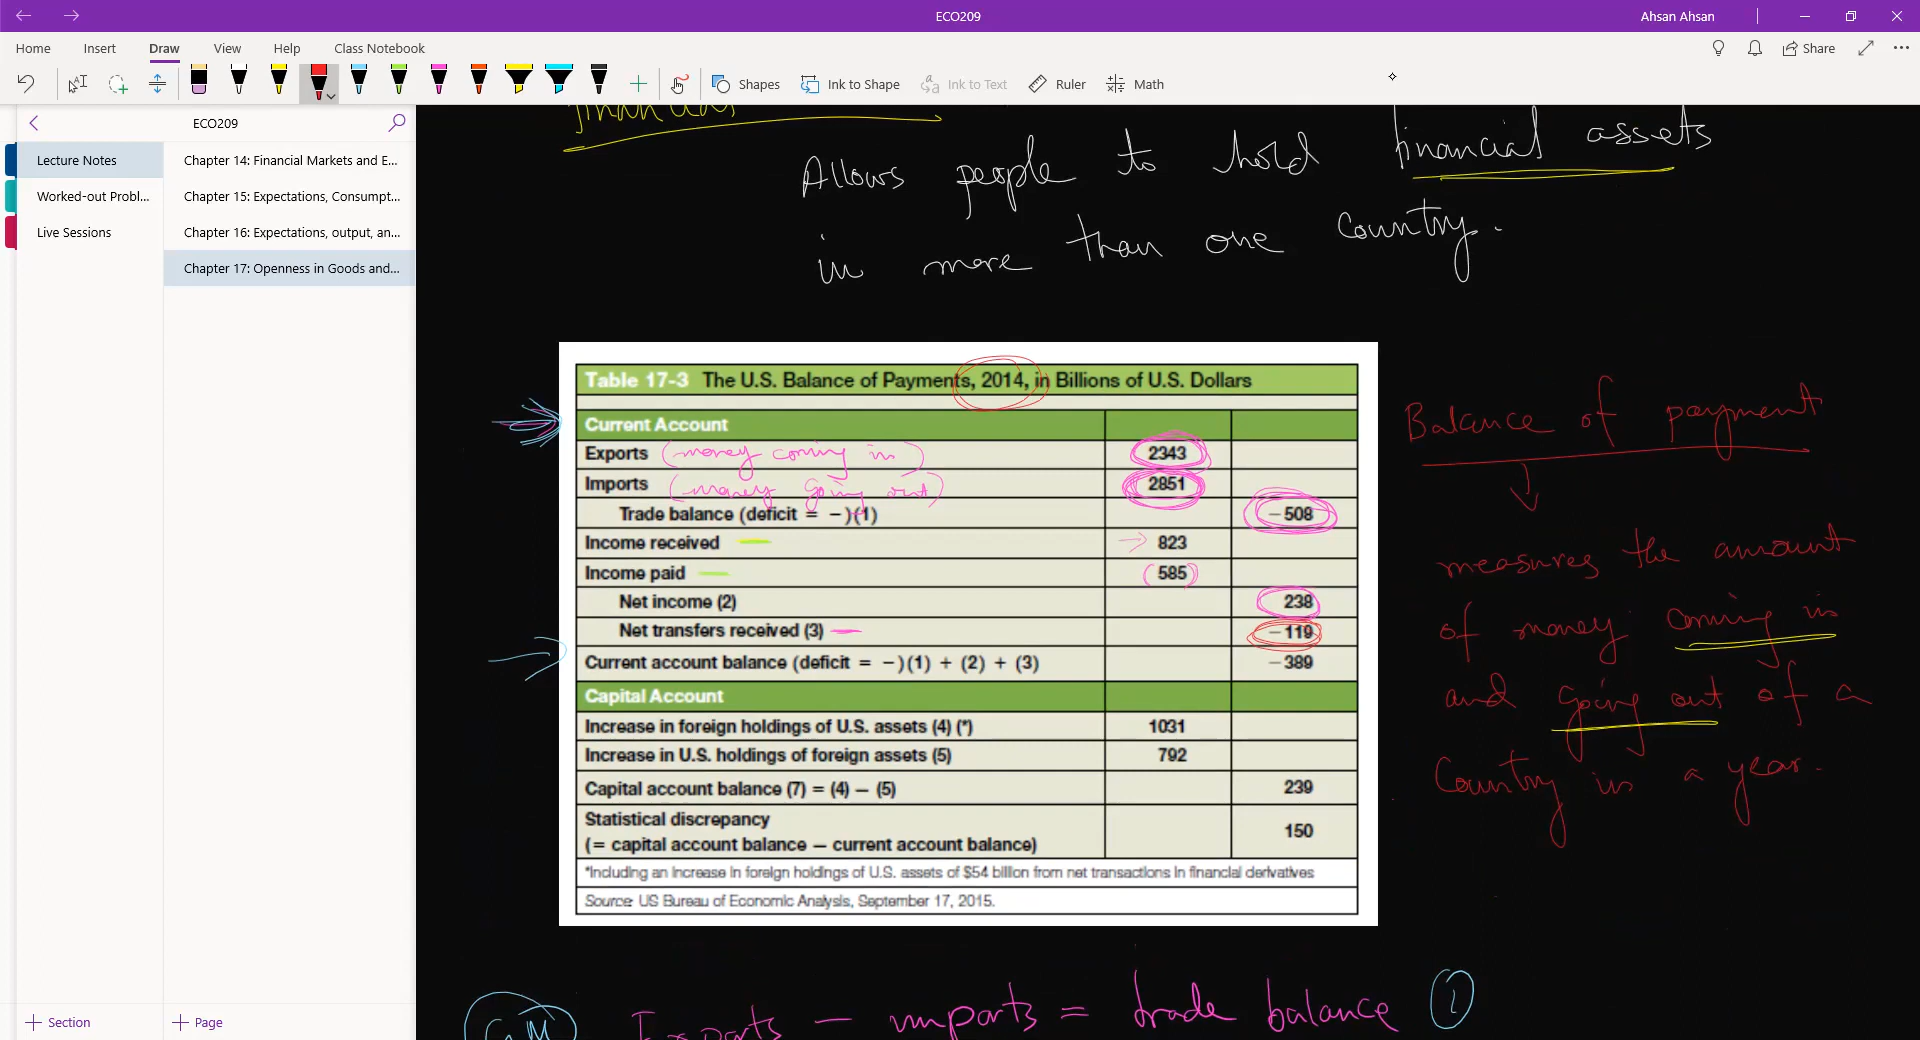 ECO209
Ahsan Ahsan
Home Insert Draw View Help Class Notebook
Share
Shapes Ink to Shape Ink to Text Ruler Math
ECO209
Lecture Notes
Worked-out Probl...
Live Sessions
Chapter 14: Financial Markets and E...
Chapter 15: Expectations, Consumpt...
Chapter 16: Expectations, output, an...
Chapter 17: Openness in Goods and...
Section
Page
financial
Allows people to hold financial assets
in more than one country.
Table 17-3 The U.S. Balance of Payments, 2014, in Billions of U.S. Dollars
Current Account
Exports (money coming in) 2343
Imports (money going out) 2851
Trade balance (deficit = −)(1) −508
Income received 823
Income paid (585)
Net income (2) 238
Net transfers received (3) −119
Current account balance (deficit = −)(1) + (2) + (3) −389
Capital Account
Increase in foreign holdings of U.S. assets (4) (*) 1031
Increase in U.S. holdings of foreign assets (5) 792
Capital account balance (7) = (4) − (5) 239
Statistical discrepancy
(= capital account balance − current account balance) 150
*Including an increase in foreign holdings of U.S. assets of $54 billion from net transactions in financial derivatives
Source: US Bureau of Economic Analysis, September 17, 2015.
Balance of payment
measures the amount
of money coming in
and going out of a
Country in a year.
Exports − imports = trade balance ①